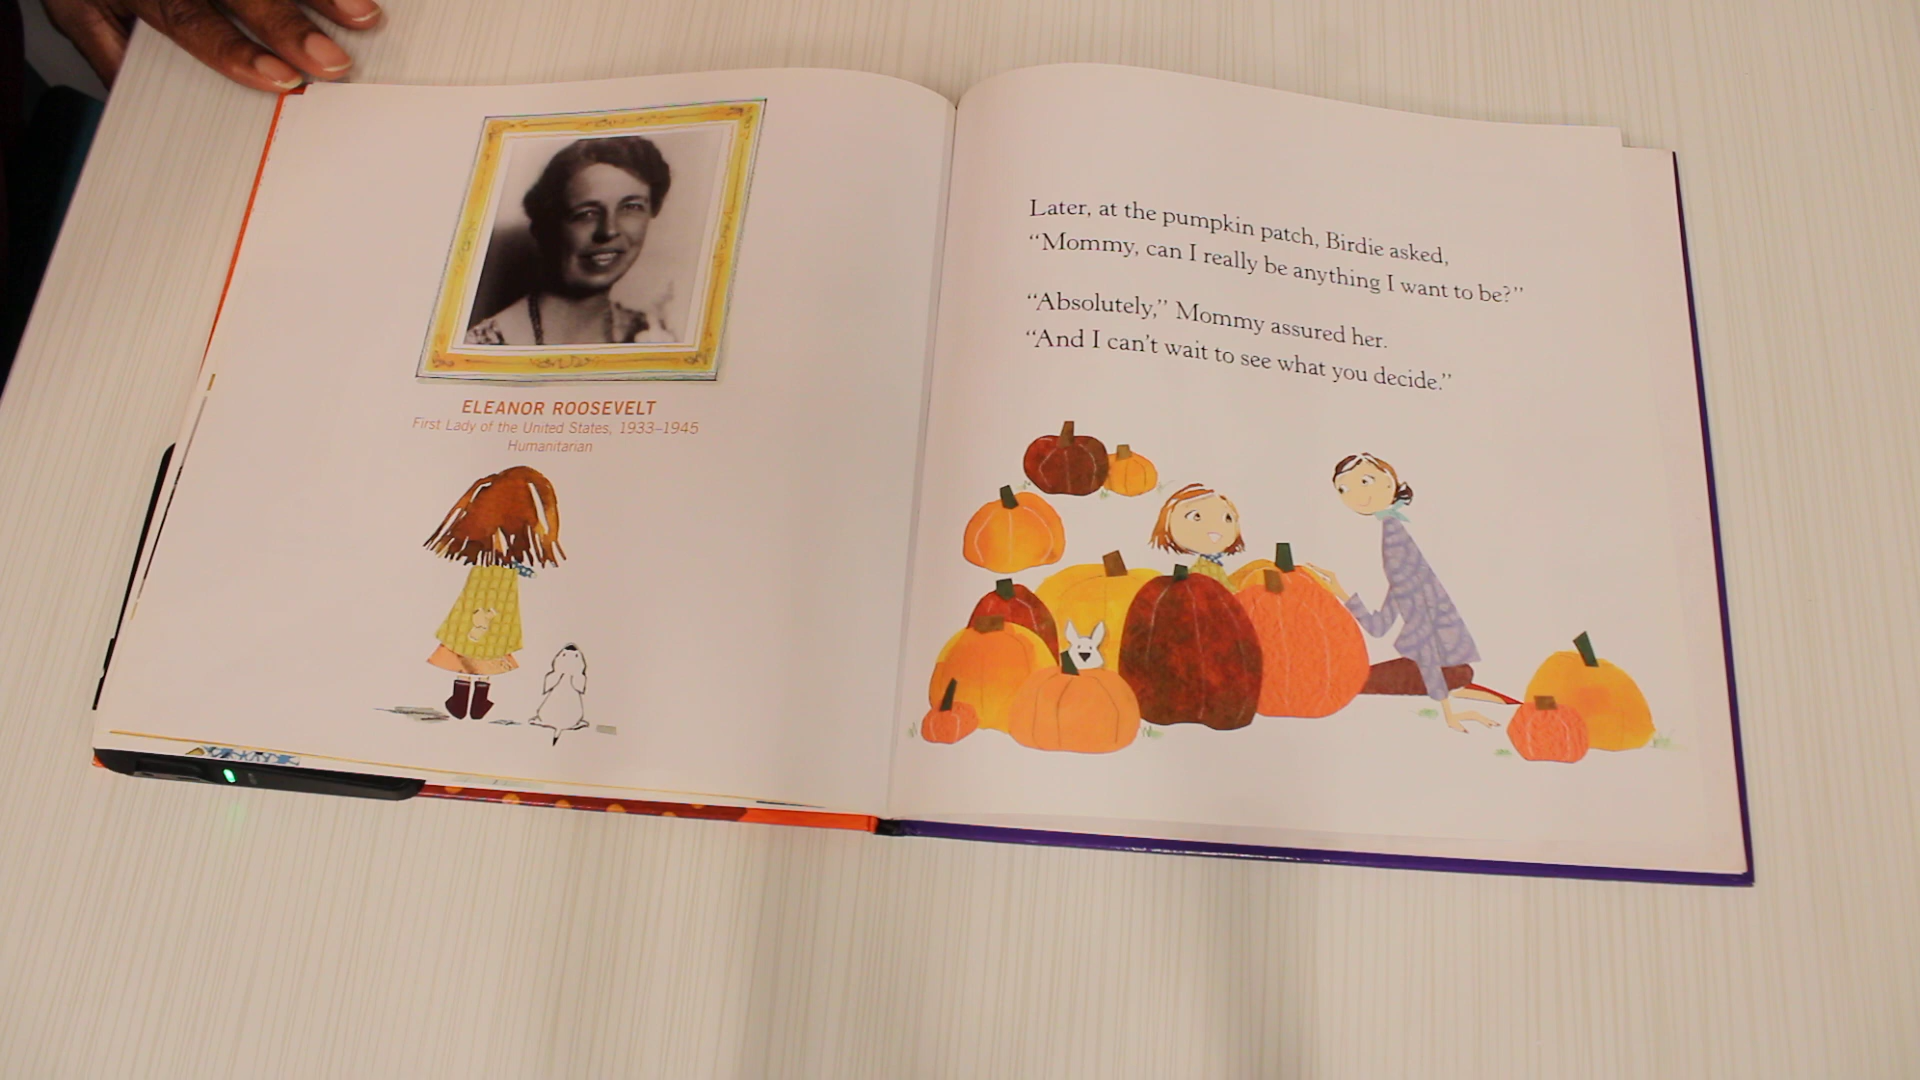 ELEANOR ROOSEVELT
First Lady of the United States, 1933–1945
Humanitarian
Later, at the pumpkin patch, Birdie asked,
“Mommy, can I really be anything I want to be?”
“Absolutely,” Mommy assured her.
“And I can’t wait to see what you decide.”